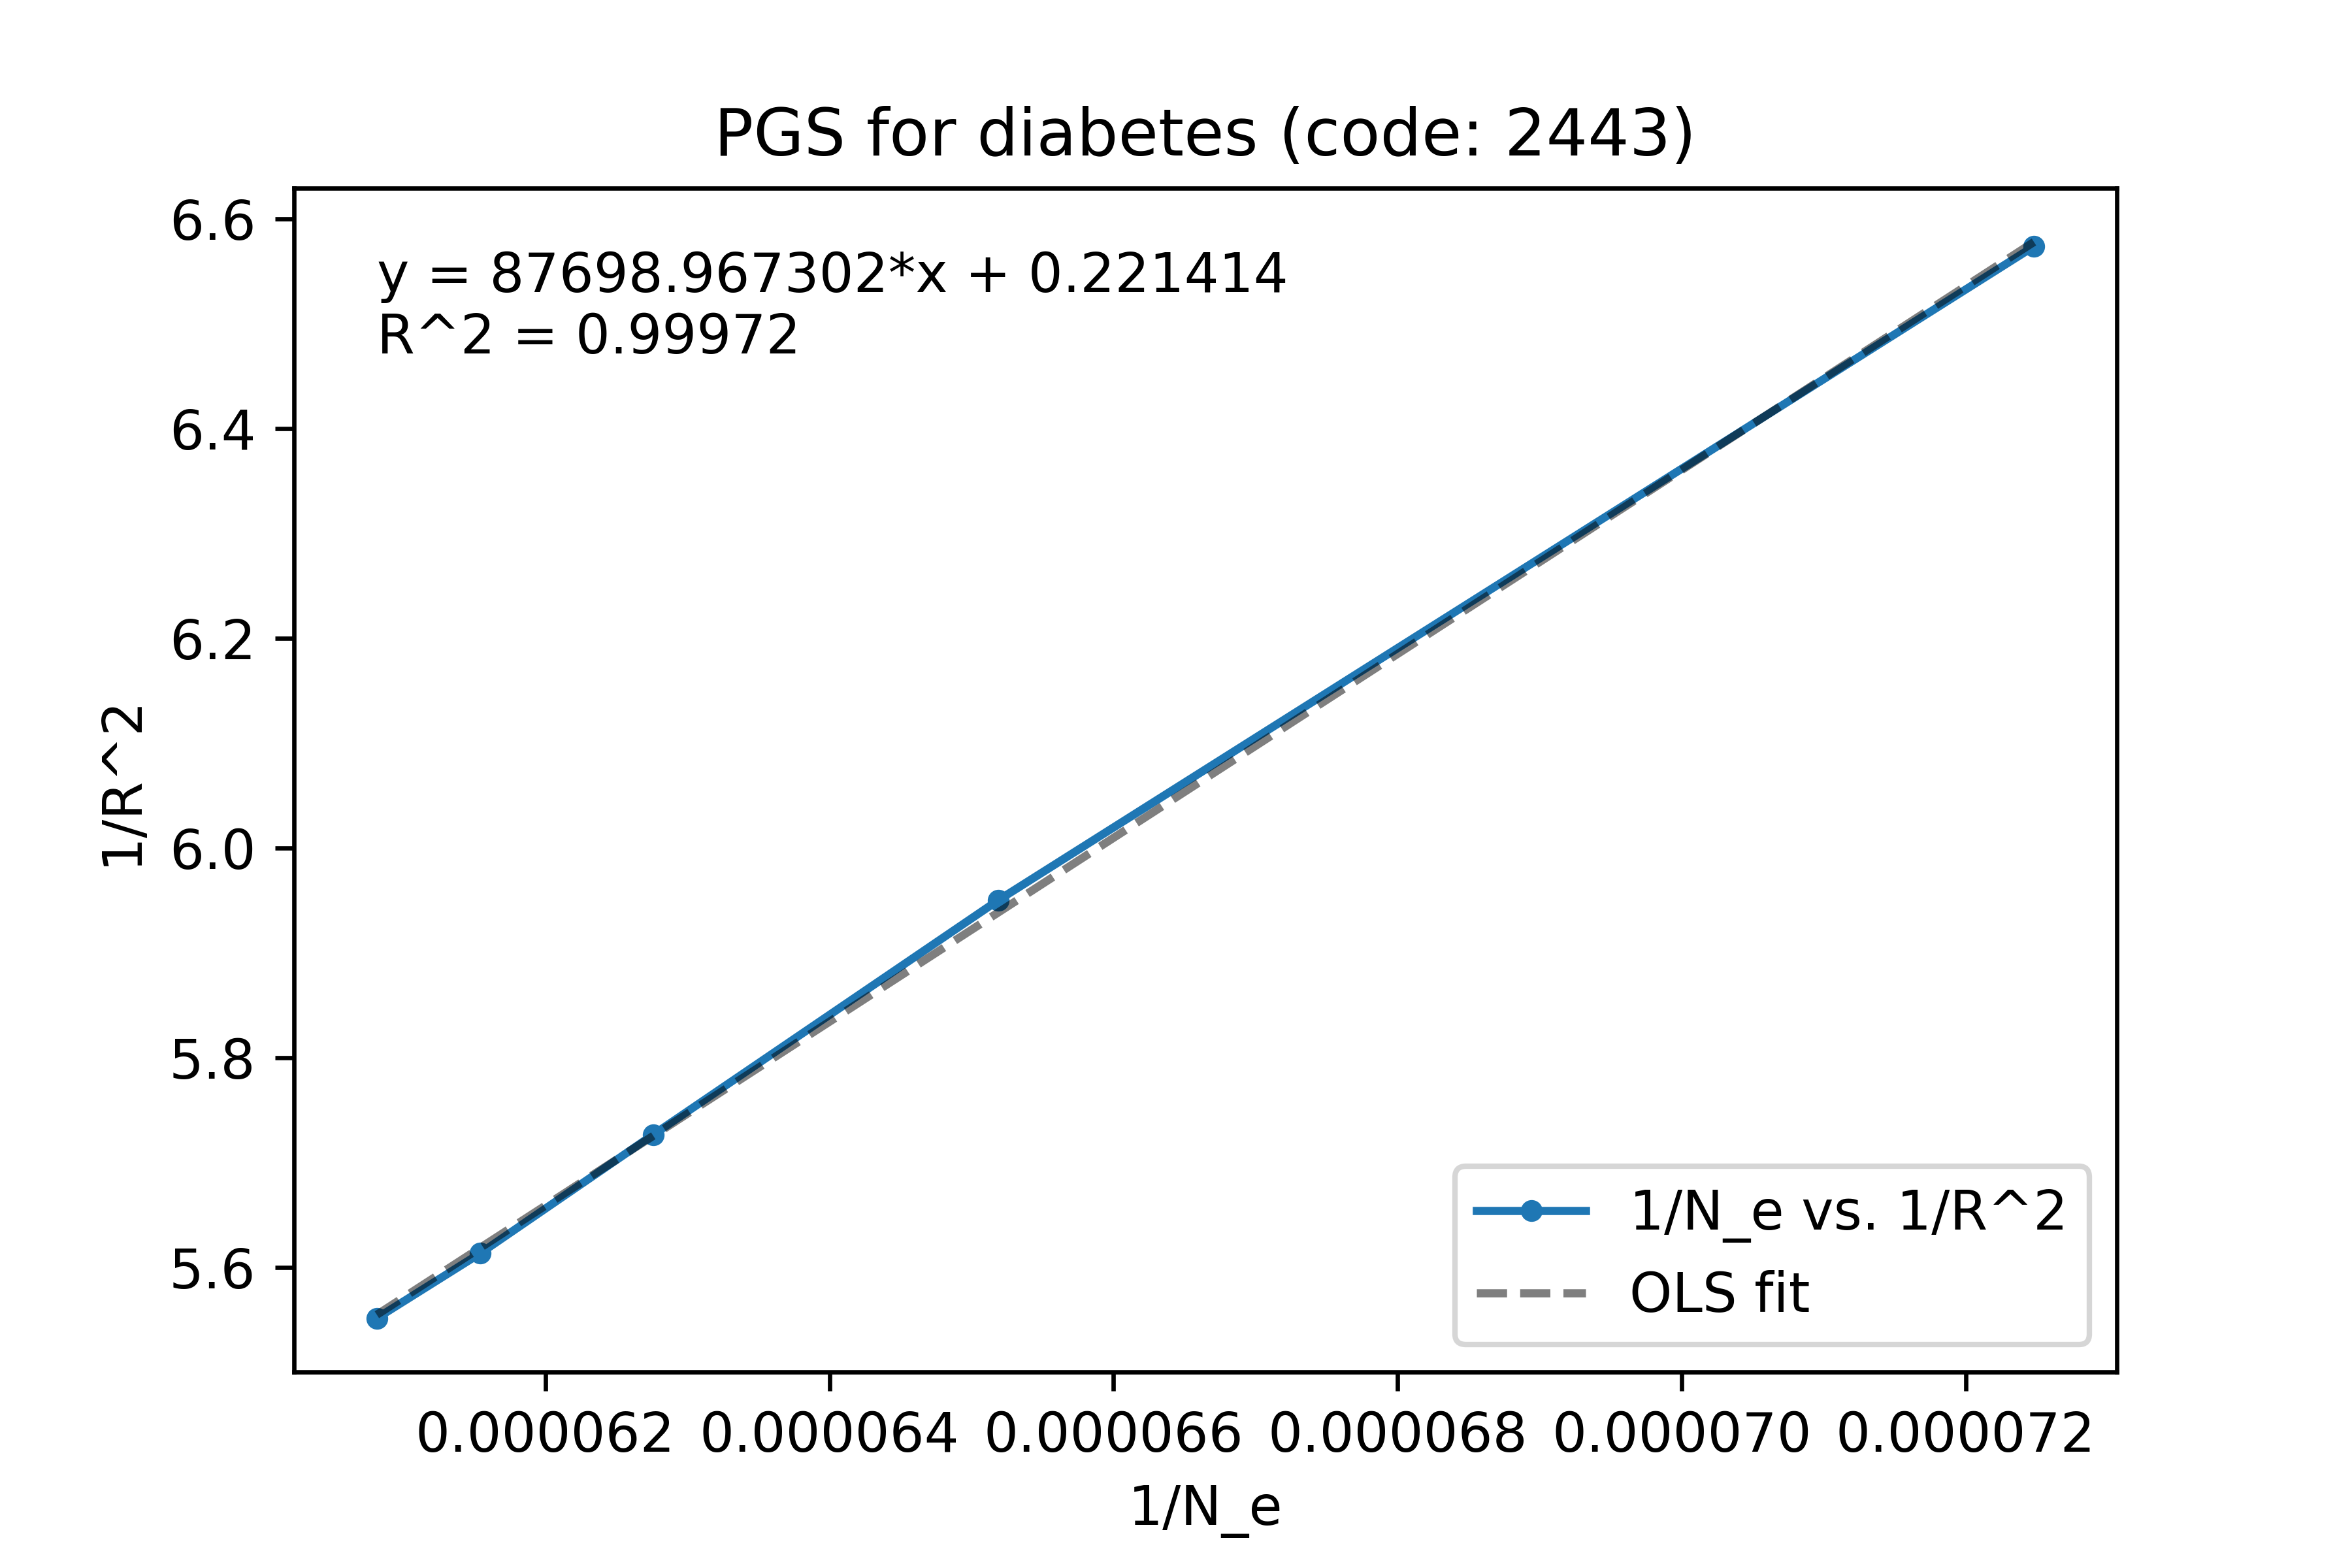 PGS for diabetes (code: 2443)
6.6
6.4
6.2
6.0
5.8
5.6
1/R^2
y = 87698.967302*x + 0.221414
R^2 = 0.99972
1/N_e vs. 1/R^2
OLS fit
0.000062 0.000064 0.000066 0.000068 0.000070 0.000072
1/N_e